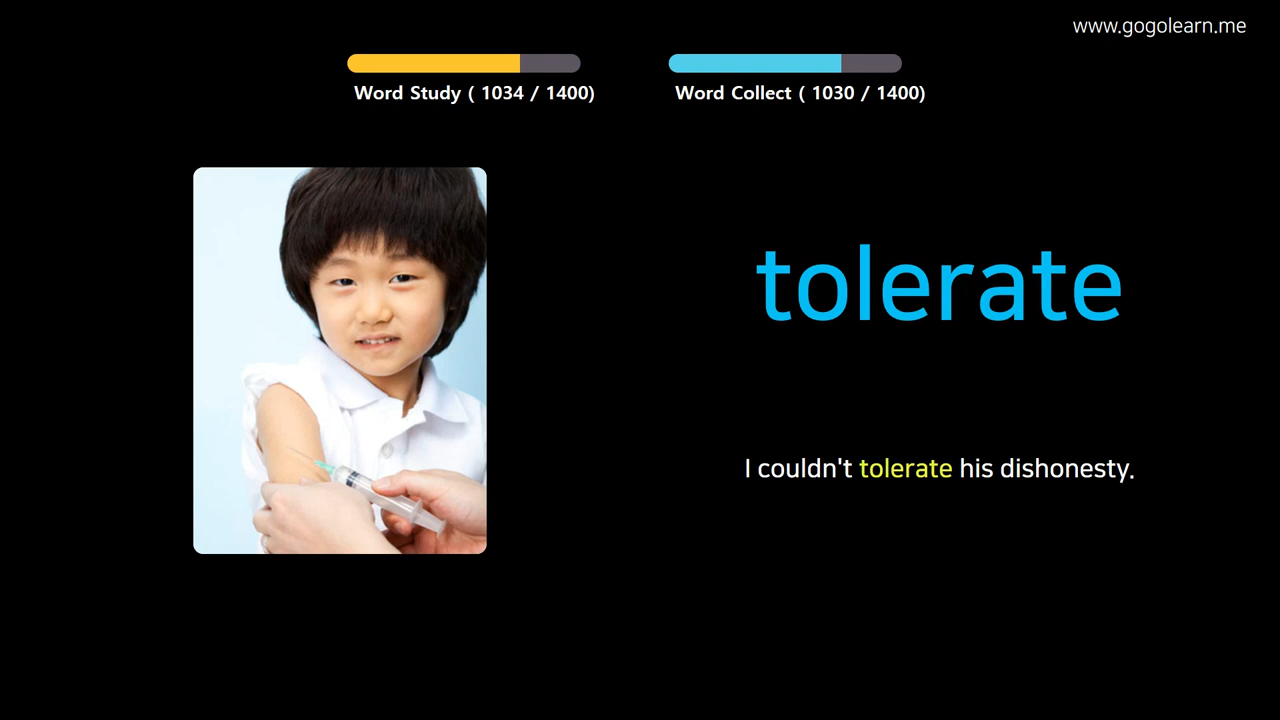 www.gogolearn.me
Word Study ( 1034 / 1400)
Word Collect ( 1030 / 1400)
tolerate
I couldn't tolerate his dishonesty.